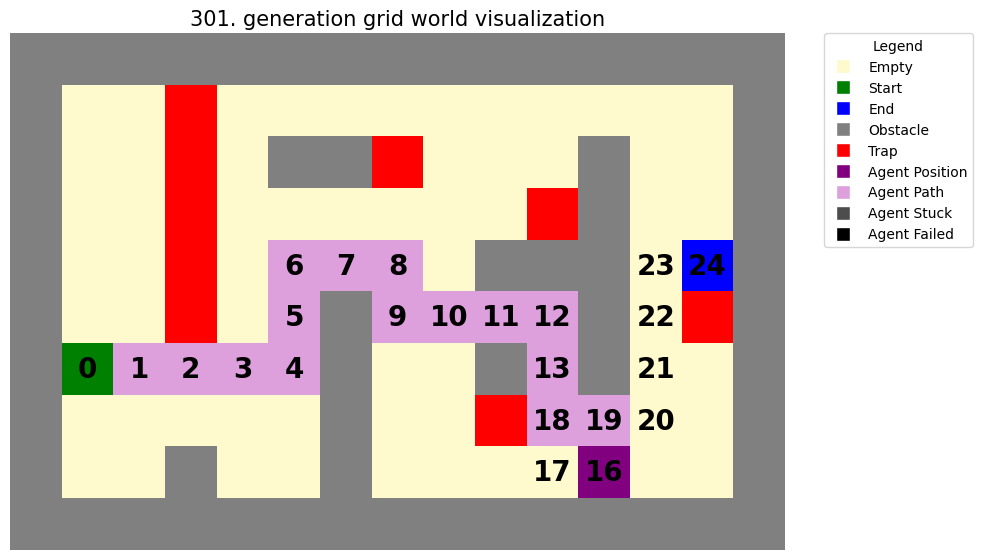 301. generation grid world visualization
Legend
Empty
Start
End
Obstacle
Trap
Agent Position
Agent Path
Agent Stuck
Agent Failed
6 7 8 23 24
5 9 10 11 12 22
0 1 2 3 4 13 21
18 19 20
17 16